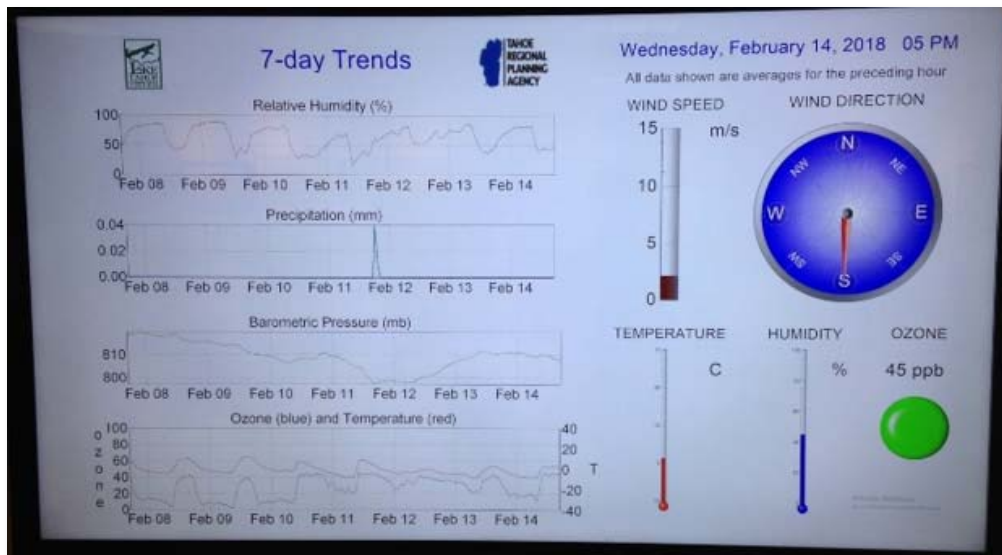 LAKE
7-day Trends
TAHOE
REGIONAL
PLANNING
AGENCY
Wednesday, February 14, 2018 05 PM
All data shown are averages for the preceding hour
Relative Humidity (%)
100
50
0
Feb 08 Feb 09 Feb 10 Feb 11 Feb 12 Feb 13 Feb 14
Precipitation (mm)
0.04
0.02
0.00
Feb 08 Feb 09 Feb 10 Feb 11 Feb 12 Feb 13 Feb 14
Barometric Pressure (mb)
810
800
Feb 08 Feb 09 Feb 10 Feb 11 Feb 12 Feb 13 Feb 14
Ozone (blue) and Temperature (red)
ozone
100
80
60
40
20
0
40
20
0
-20
-40
T
Feb 08 Feb 09 Feb 10 Feb 11 Feb 12 Feb 13 Feb 14
WIND SPEED
15 m/s
10
5
0
WIND DIRECTION
N
NW NE
W E
SW SE
S
TEMPERATURE
C
HUMIDITY
%
OZONE
45 ppb